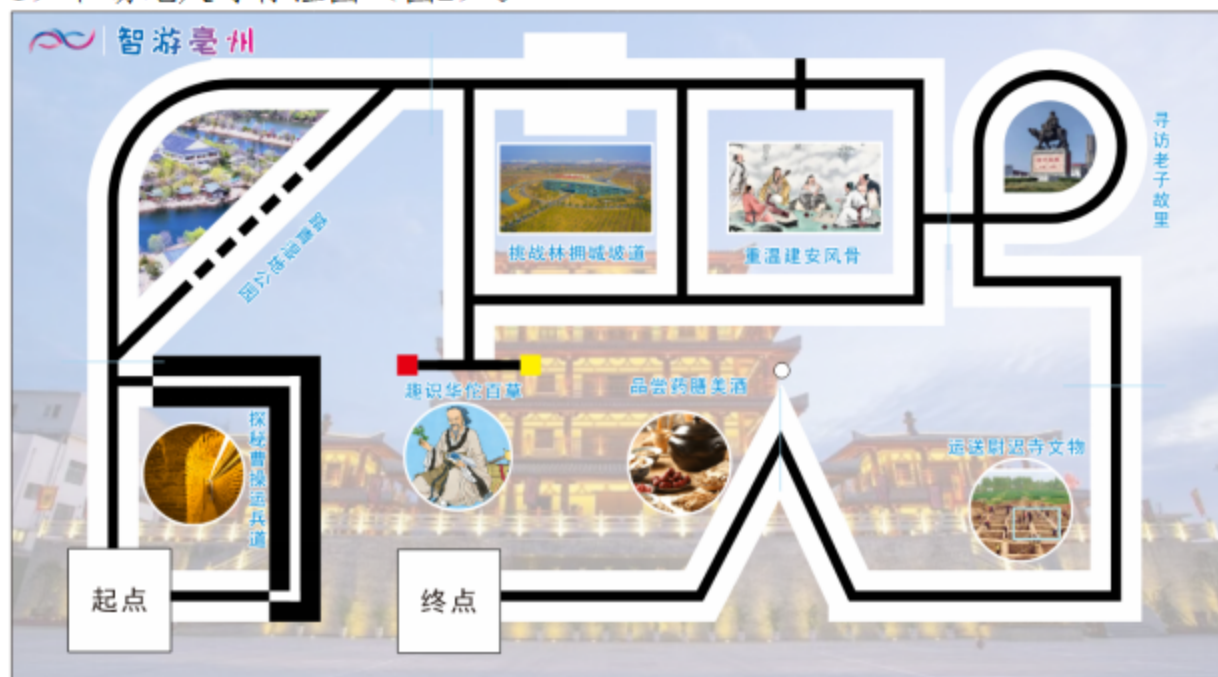 智游亳州
寻访老子故里
踏青湿地公园
挑战林拥城坡道
重温建安风骨
趣识华佗百草
品尝药膳美酒
探秘曹操运兵道
运送尉迟寺文物
起点
终点